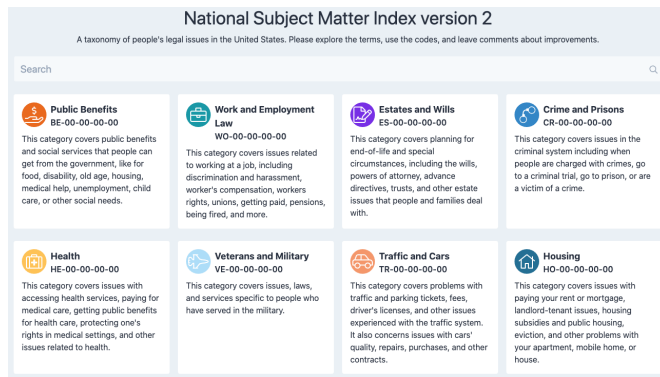 National Subject Matter Index version 2
A taxonomy of people's legal issues in the United States. Please explore the terms, use the codes, and leave comments about improvements.
Search
Public Benefits
BE-00-00-00-00
This category covers public benefits
and social services that people can
get from the government, like for
food, disability, old age, housing,
medical help, unemployment, child
care, or other social needs.
Work and Employment
Law
WO-00-00-00-00
This category covers issues related
to working at a job, including
discrimination and harassment,
worker's compensation, workers
rights, unions, getting paid, pensions,
being fired, and more.
Estates and Wills
ES-00-00-00-00
This category covers planning for
end-of-life and special
circumstances, including the wills,
powers of attorney, advance
directives, trusts, and other estate
issues that people and families deal
with.
Crime and Prisons
CR-00-00-00-00
This category covers issues in the
criminal system including when
people are charged with crimes, go
to a criminal trial, go to prison, or are
a victim of a crime.
Health
HE-00-00-00-00
This category covers issues with
accessing health services, paying for
medical care, getting public benefits
for health care, protecting one's
rights in medical settings, and other
issues related to health.
Veterans and Military
VE-00-00-00-00
This category covers issues, laws,
and services specific to people who
have served in the military.
Traffic and Cars
TR-00-00-00-00
This category covers problems with
traffic and parking tickets, fees,
driver's licenses, and other issues
experienced with the traffic system.
It also concerns issues with cars'
quality, repairs, purchases, and other
contracts.
Housing
HO-00-00-00-00
This category covers issues with
paying your rent or mortgage,
landlord-tenant issues, housing
subsidies and public housing,
eviction, and other problems with
your apartment, mobile home, or
house.